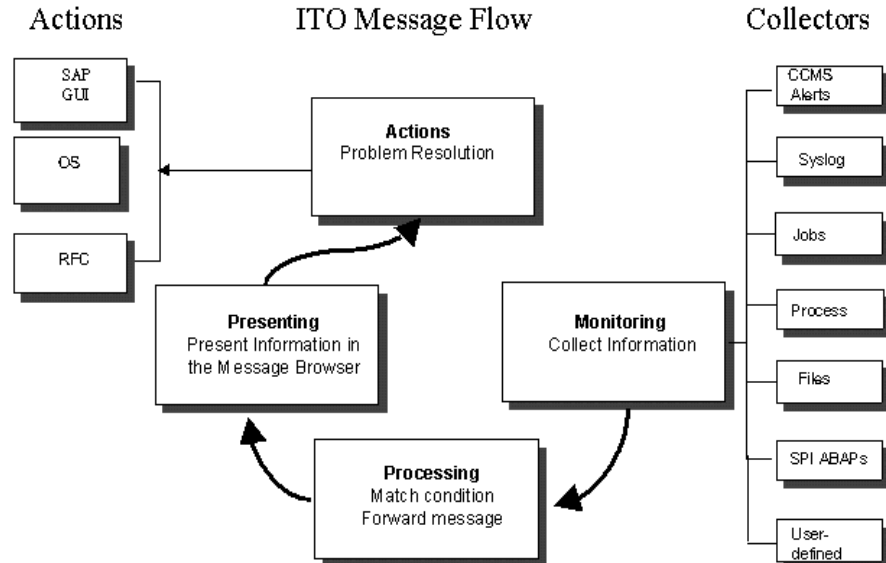 Actions
ITO Message Flow
Collectors
SAP
GUI
OS
RFC
Actions
Problem Resolution
Presenting
Present Information in
the Message Browser
Monitoring
Collect Information
Processing
Match condition
Forward message
CCMS
Alerts
Syslog
Jobs
Process
Files
SPI ABAPs
User-
defined